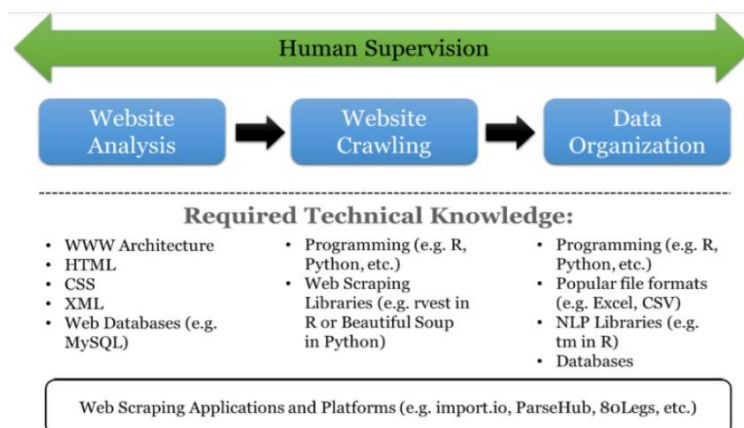 Human Supervision
Website
Analysis
Website
Crawling
Data
Organization
Required Technical Knowledge:
• WWW Architecture
• HTML
• CSS
• XML
• Web Databases (e.g.
MySQL)
• Programming (e.g. R,
Python, etc.)
• Web Scraping
Libraries (e.g. rvest in
R or Beautiful Soup
in Python)
• Programming (e.g. R,
Python, etc.)
• Popular file formats
(e.g. Excel, CSV)
• NLP Libraries (e.g.
tm in R)
• Databases
Web Scraping Applications and Platforms (e.g. import.io, ParseHub, 80Legs, etc.)